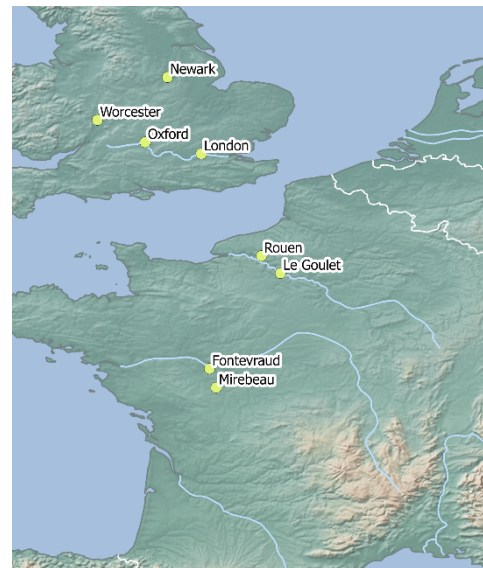 Newark
Worcester
Oxford
London
Rouen
Le Goulet
Fontevraud
Mirebeau